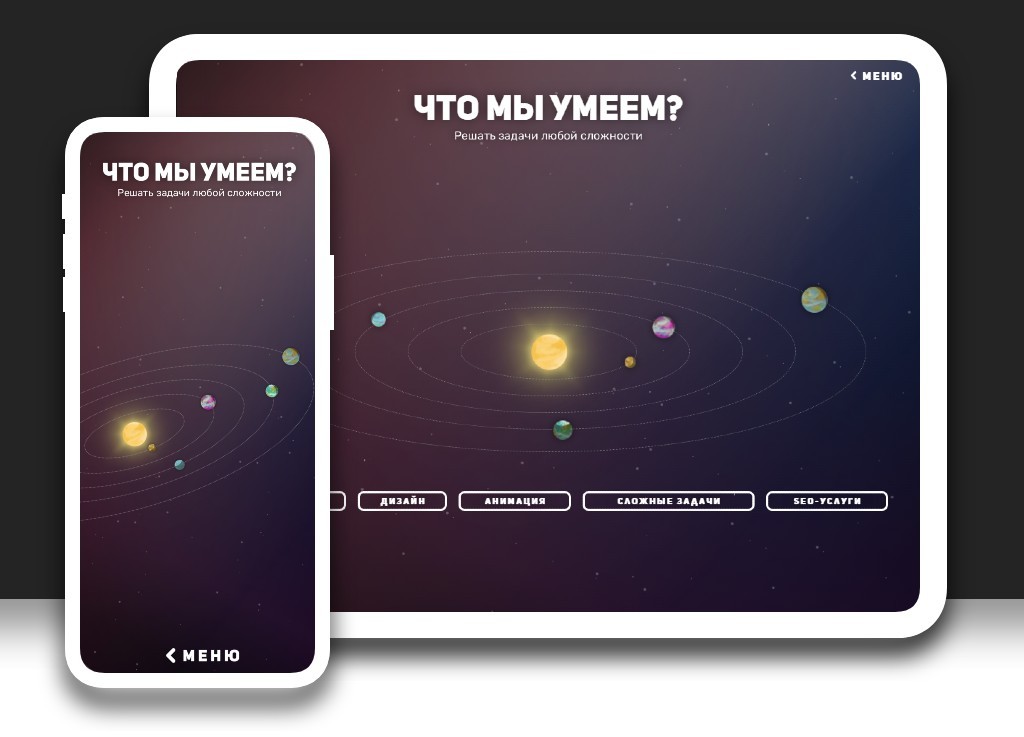 МЕНЮ
ЧТО МЫ УМЕЕМ?
Решать задачи любой сложности
ДИЗАЙН
АНИМАЦИЯ
СЛОЖНЫЕ ЗАДАЧИ
SEO-УСЛУГИ
ЧТО МЫ УМЕЕМ?
Решать задачи любой сложности
МЕНЮ